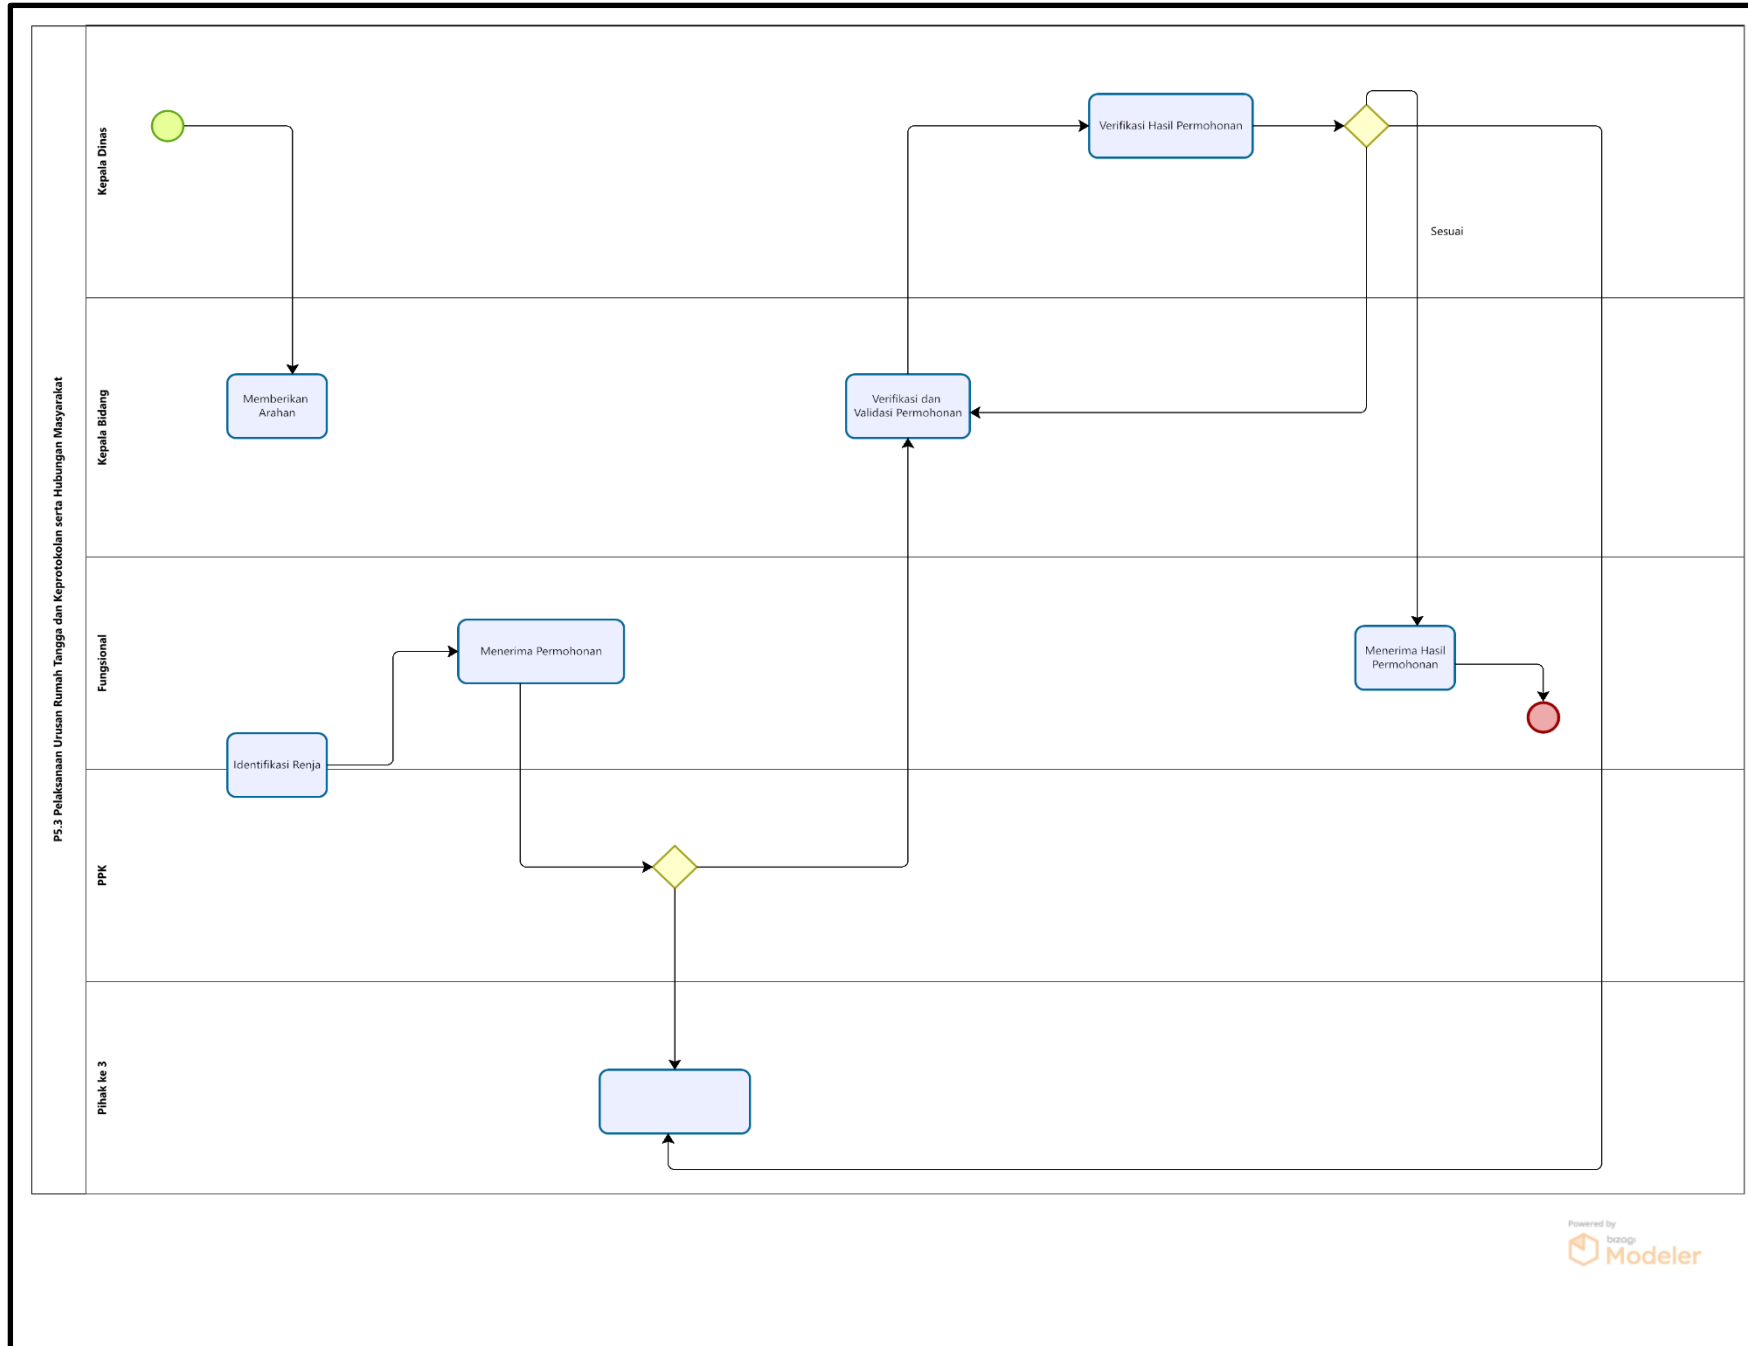 P5.3 Pelaksanaan Urusan Rumah Tangga dan Keprotokolan serta Hubungan Masyarakat
Kepala Dinas
Verifikasi Hasil Permohonan
Sesuai
Kepala Bidang
Memberikan
Arahan
Verifikasi dan
Validasi Permohonan
Fungsional
Menerima Permohonan
Menerima Hasil
Permohonan
Identifikasi Renja
PPK
Pihak ke 3
Powered by
bizagi
Modeler